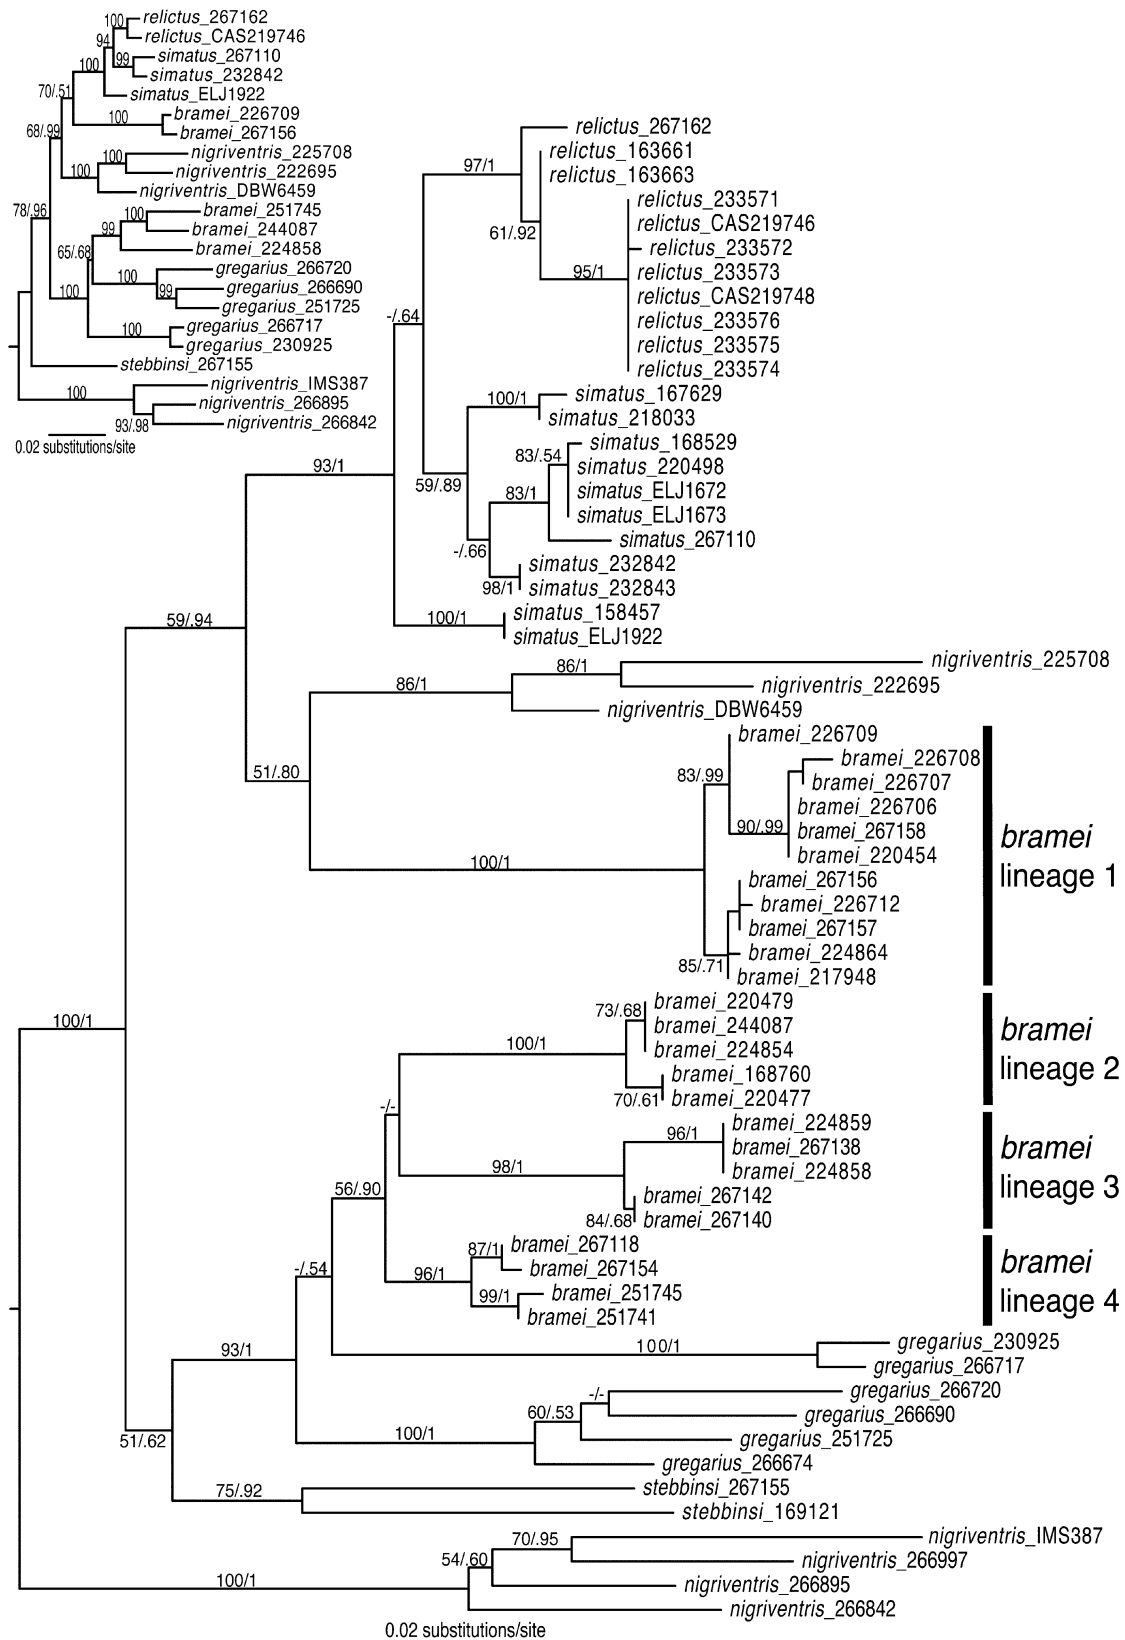 100
relictus_267162
94
relictus_CAS219746
99
simatus_267110
100
simatus_232842
70/.51
simatus_ELJ1922
100
bramei_226709
68/.99
bramei_267156
100
nigriventris_225708
100
nigriventris_222695
nigriventris_DBW6459
78/.96
100
bramei_251745
99
bramei_244087
65/.68
bramei_224858
100
gregarius_266720
99
gregarius_266690
100
gregarius_251725
100
gregarius_266717
gregarius_230925
stebbinsi_267155
100
nigriventris_IMS387
nigriventris_266895
93/.98
nigriventris_266842
0.02 substitutions/site
relictus_267162
97/1
relictus_163661
relictus_163663
61/.92
relictus_233571
relictus_CAS219746
relictus_233572
95/1
relictus_233573
relictus_CAS219748
relictus_233576
relictus_233575
relictus_233574
-/.64
100/1
simatus_167629
simatus_218033
83/.54
simatus_168529
simatus_220498
59/.89
83/1
simatus_ELJ1672
simatus_ELJ1673
simatus_267110
-/.66
simatus_232842
98/1
simatus_232843
93/1
100/1
simatus_158457
simatus_ELJ1922
59/.94
86/1
nigriventris_225708
86/1
nigriventris_222695
nigriventris_DBW6459
51/.80
bramei_226709
83/.99
bramei_226708
bramei_226707
bramei_226706
90/.99
bramei_267158
bramei_220454
100/1
bramei_267156
bramei_226712
bramei_267157
bramei_224864
85/.71
bramei_217948
bramei
lineage 1
100/1
73/.68
bramei_220479
bramei_244087
100/1
bramei_224854
bramei_168760
70/.61
bramei_220477
bramei
lineage 2
-/-
bramei_224859
96/1
bramei_267138
98/1
bramei_224858
bramei_267142
84/.68
bramei_267140
bramei
lineage 3
56/.90
87/1
bramei_267118
96/1
bramei_267154
99/1
bramei_251745
bramei_251741
bramei
lineage 4
-/.54
100/1
gregarius_230925
gregarius_266717
93/1
-/-
gregarius_266720
60/.53
gregarius_266690
100/1
gregarius_251725
gregarius_266674
51/.62
75/.92
stebbinsi_267155
stebbinsi_169121
70/.95
nigriventris_IMS387
54/.60
nigriventris_266997
100/1
nigriventris_266895
nigriventris_266842
0.02 substitutions/site